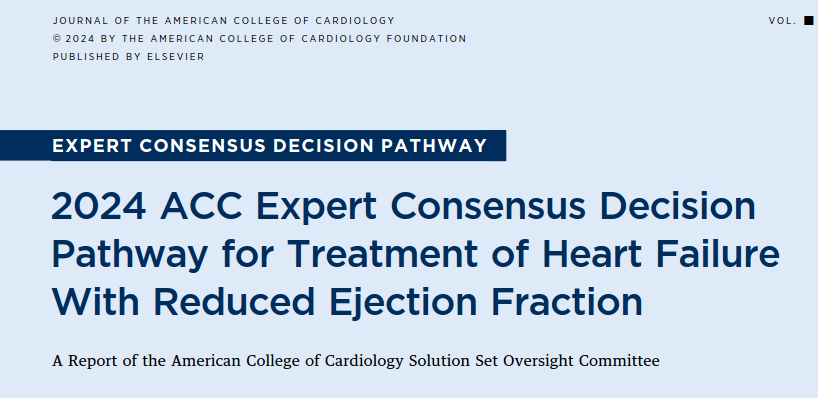 JOURNAL OF THE AMERICAN COLLEGE OF CARDIOLOGY
VOL. ■
© 2024 BY THE AMERICAN COLLEGE OF CARDIOLOGY FOUNDATION
PUBLISHED BY ELSEVIER
EXPERT CONSENSUS DECISION PATHWAY
2024 ACC Expert Consensus Decision
Pathway for Treatment of Heart Failure
With Reduced Ejection Fraction
A Report of the American College of Cardiology Solution Set Oversight Committee